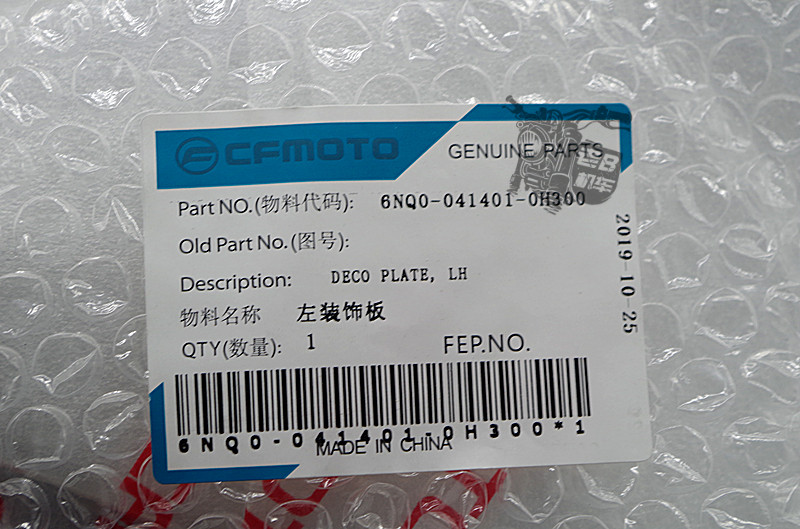 CFMOTO
GENUINE PARTS
Part NO.(物料代码): 6NQ0-041401-0H300
Old Part No.(图号):
Description: DECO PLATE, LH
物料名称 左装饰板
QTY(数量): 1 FEP.NO.
6NQ0-041401-0H300*1
MADE IN CHINA
2019-10-25
机车